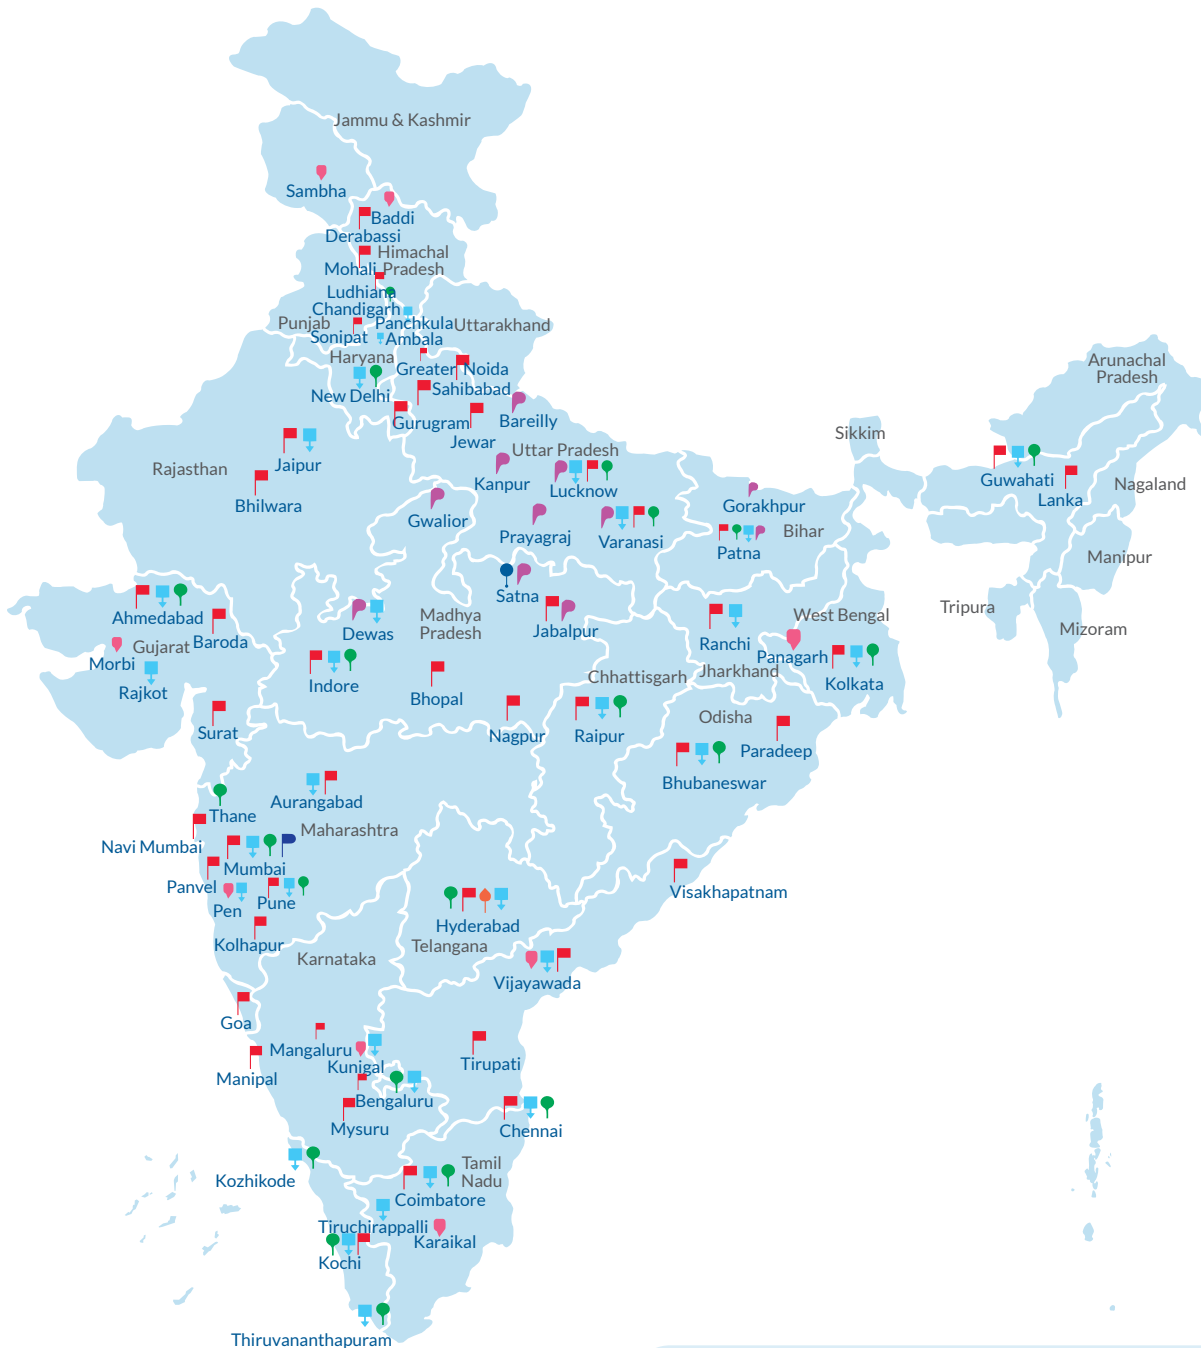 Jammu & Kashmir
Sambha
Baddi
Derabassi
Himachal
Pradesh
Mohali
Ludhiana
Chandigarh
Punjab
Panchkula
Uttarakhand
Sonipat
Ambala
Haryana
Greater Noida
New Delhi
Sahibabad
Gurugram
Bareilly
Jewar
Arunachal
Pradesh
Sikkim
Uttar Pradesh
Rajasthan
Jaipur
Kanpur
Lucknow
Guwahati
Lanka
Nagaland
Bhilwara
Gwalior
Gorakhpur
Prayagraj
Varanasi
Bihar
Patna
Manipur
Satna
Tripura
Mizoram
Ahmedabad
Baroda
Dewas
Madhya
Pradesh
Jabalpur
West Bengal
Ranchi
Gujarat
Morbi
Rajkot
Panagarh
Jharkhand
Kolkata
Indore
Bhopal
Chhattisgarh
Surat
Nagpur
Raipur
Odisha
Paradeep
Bhubaneswar
Aurangabad
Thane
Maharashtra
Navi Mumbai
Mumbai
Panvel
Pen
Pune
Visakhapatnam
Hyderabad
Kolhapur
Telangana
Karnataka
Vijayawada
Goa
Mangaluru
Kunigal
Tirupati
Manipal
Bengaluru
Mysuru
Chennai
Kozhikode
Tamil
Nadu
Coimbatore
Tiruchirappalli
Karaikal
Kochi
Thiruvananthapuram